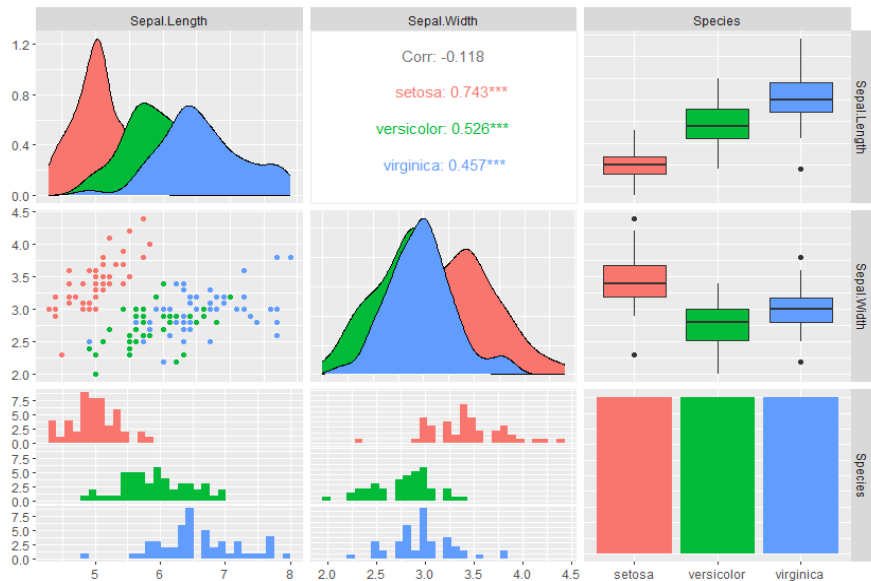 Sepal.Length
Sepal.Width
Species
1.2
0.8
0.4
0.0
Corr: -0.118
setosa: 0.743***
versicolor: 0.526***
virginica: 0.457***
Sepal.Length
4.5
4.0
3.5
3.0
2.5
2.0
Sepal.Width
7.5
5.0
2.5
0.0
7.5
5.0
2.5
0.0
7.5
5.0
2.5
0.0
Species
5
6
7
8
2.0
2.5
3.0
3.5
4.0
4.5
setosa
versicolor
virginica